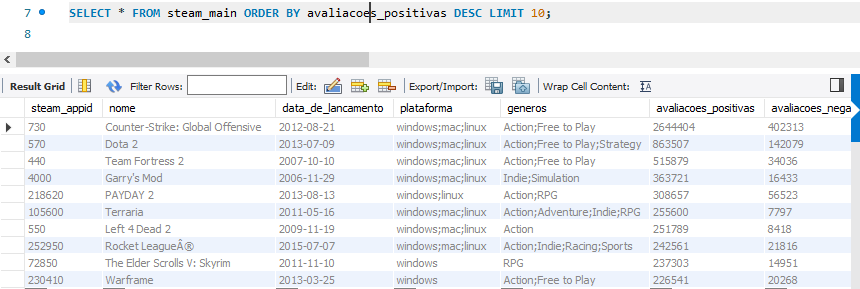 7 SELECT * FROM steam_main ORDER BY avaliacoes_positivas DESC LIMIT 10;
8
Result Grid Filter Rows: Edit: Export/Import: Wrap Cell Content:
steam_appid nome data_de_lancamento plataforma generos avaliacoes_positivas avaliacoes_nega
730 Counter-Strike: Global Offensive 2012-08-21 windows;mac;linux Action;Free to Play 2644404 402313
570 Dota 2 2013-07-09 windows;mac;linux Action;Free to Play;Strategy 863507 142079
440 Team Fortress 2 2007-10-10 windows;mac;linux Action;Free to Play 515879 34036
4000 Garry's Mod 2006-11-29 windows;mac;linux Indie;Simulation 363721 16433
218620 PAYDAY 2 2013-08-13 windows;linux Action;RPG 308657 56523
105600 Terraria 2011-05-16 windows;mac;linux Action;Adventure;Indie;RPG 255600 7797
550 Left 4 Dead 2 2009-11-19 windows;mac;linux Action 251789 8418
252950 Rocket LeagueÂ® 2015-07-07 windows;mac;linux Action;Indie;Racing;Sports 242561 21816
72850 The Elder Scrolls V: Skyrim 2011-11-10 windows RPG 237303 14951
230410 Warframe 2013-03-25 windows Action;Free to Play 226541 20268